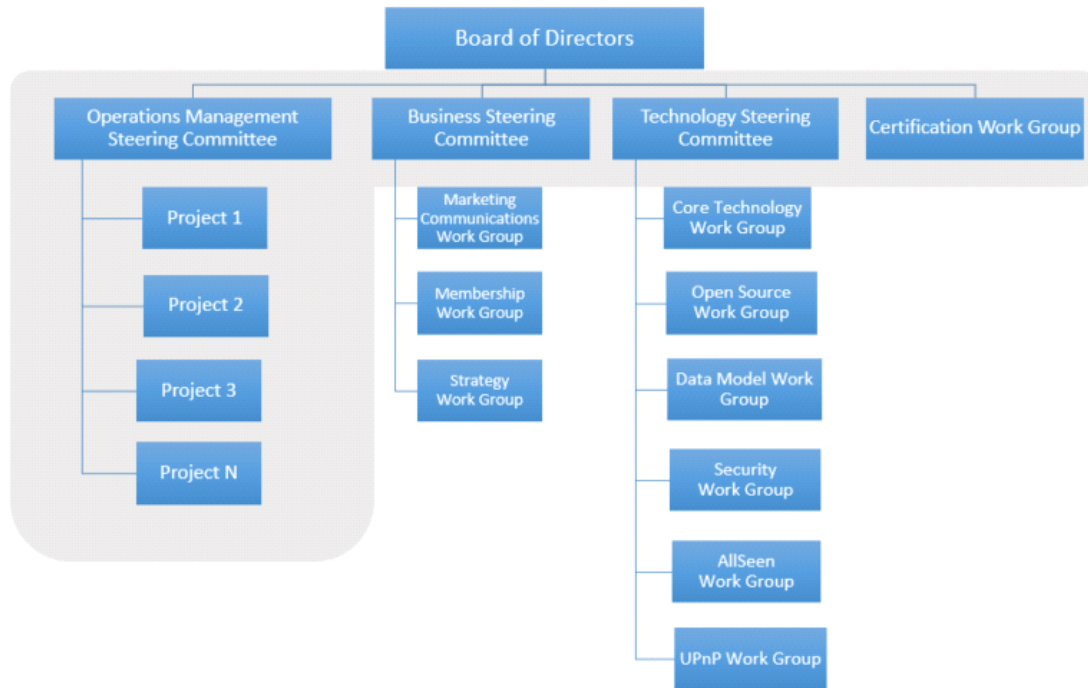 Board of Directors
Operations Management
Steering Committee
Business Steering
Committee
Technology Steering
Committee
Certification Work Group
Project 1
Project 2
Project 3
Project N
Marketing
Communications
Work Group
Membership
Work Group
Strategy
Work Group
Core Technology
Work Group
Open Source
Work Group
Data Model Work
Group
Security
Work Group
AllSeen
Work Group
UPnP Work Group